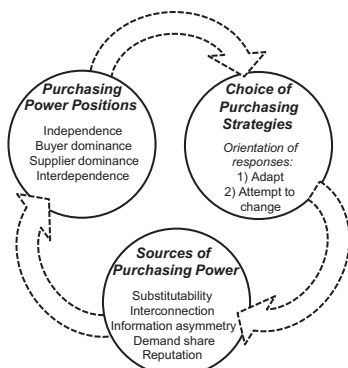 Purchasing
Power Positions
Independence
Buyer dominance
Supplier dominance
Interdependence
Choice of
Purchasing
Strategies
Orientation of
responses:
1) Adapt
2) Attempt to
change
Sources of
Purchasing Power
Substitutability
Interconnection
Information asymmetry
Demand share
Reputation